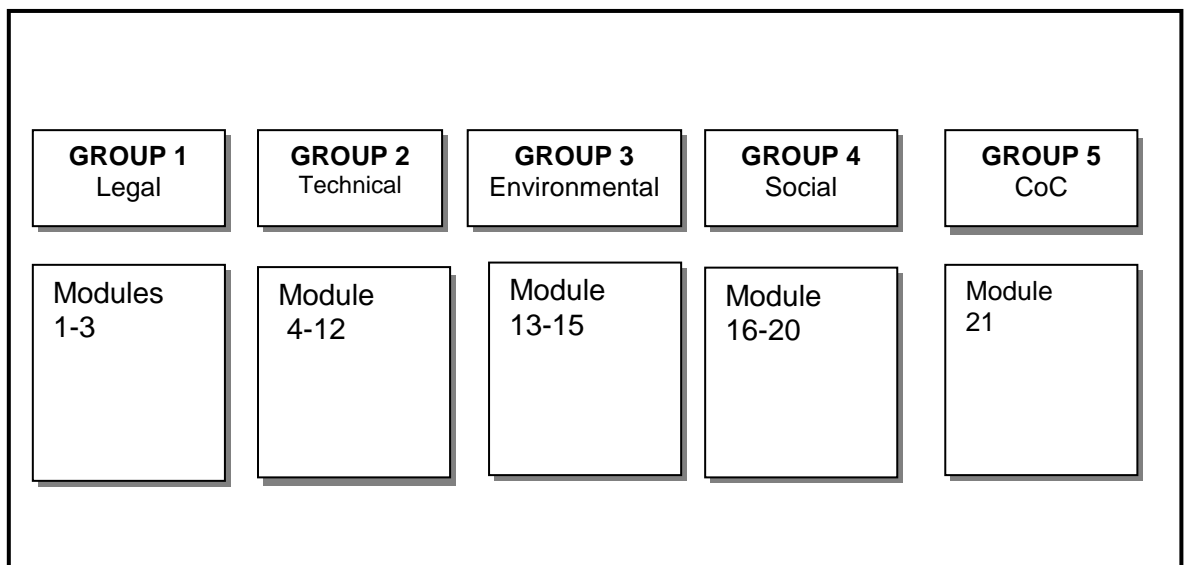 GROUP 1
Legal
GROUP 2
Technical
GROUP 3
Environmental
GROUP 4
Social
GROUP 5
CoC
Modules
1-3
Module
4-12
Module
13-15
Module
16-20
Module
21